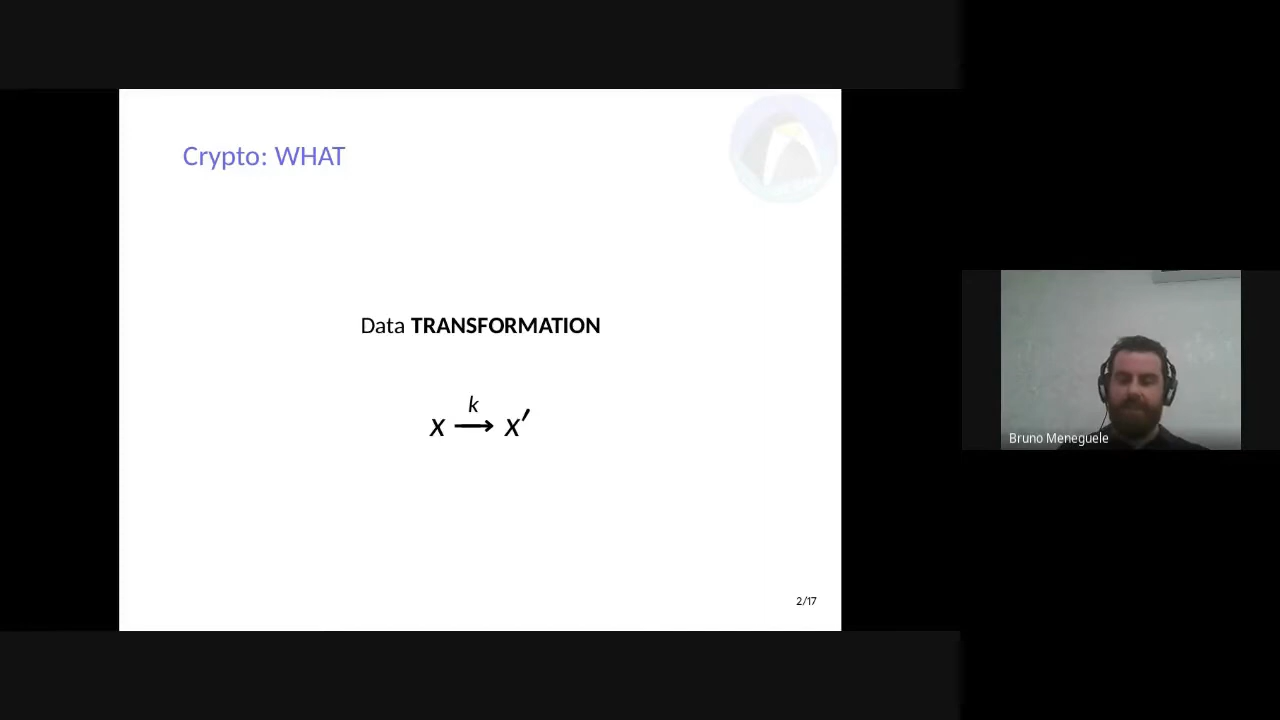 Crypto: WHAT
Data TRANSFORMATION
k
x ⟶ x′
2/17
Bruno Meneguele